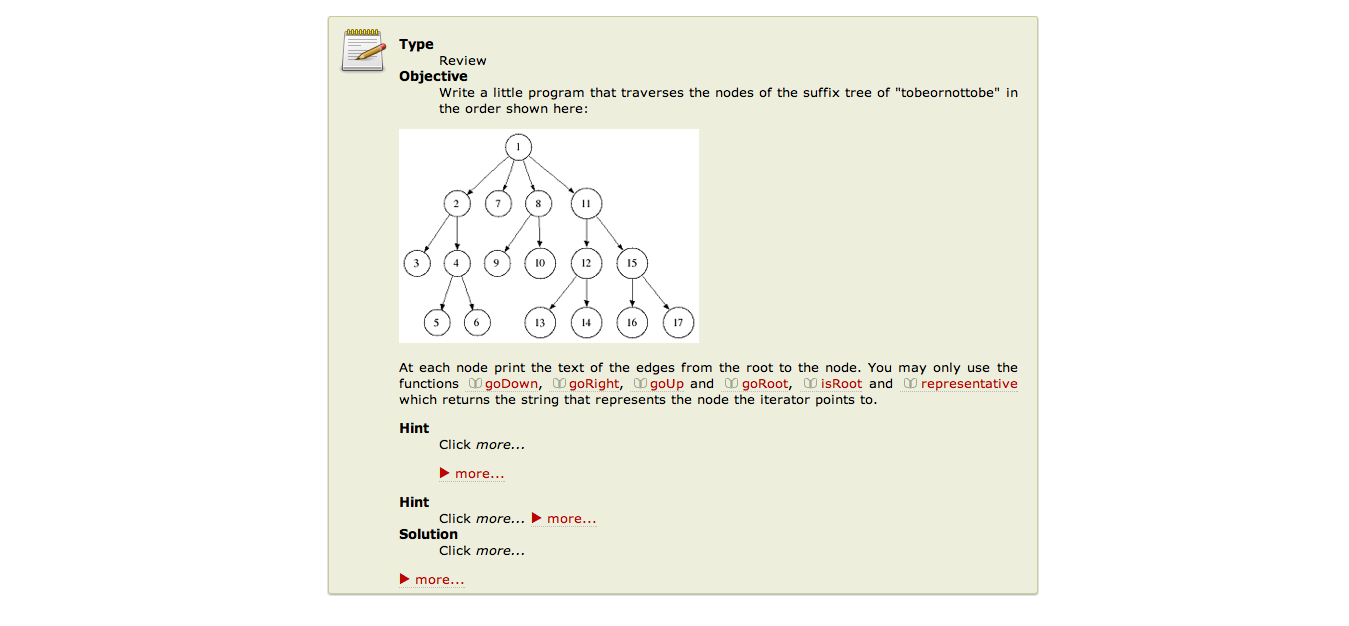 Type
Review
Objective
Write a little program that traverses the nodes of the suffix tree of "tobeornottobe" in
the order shown here:
1
2 7 8 11
3 4 9 10 12 15
5 6 13 14 16 17
At each node print the text of the edges from the root to the node. You may only use the
functions goDown, goRight, goUp and goRoot, isRoot and representative
which returns the string that represents the node the iterator points to.
Hint
Click more...
more...
Hint
Click more... more...
Solution
Click more...
more...